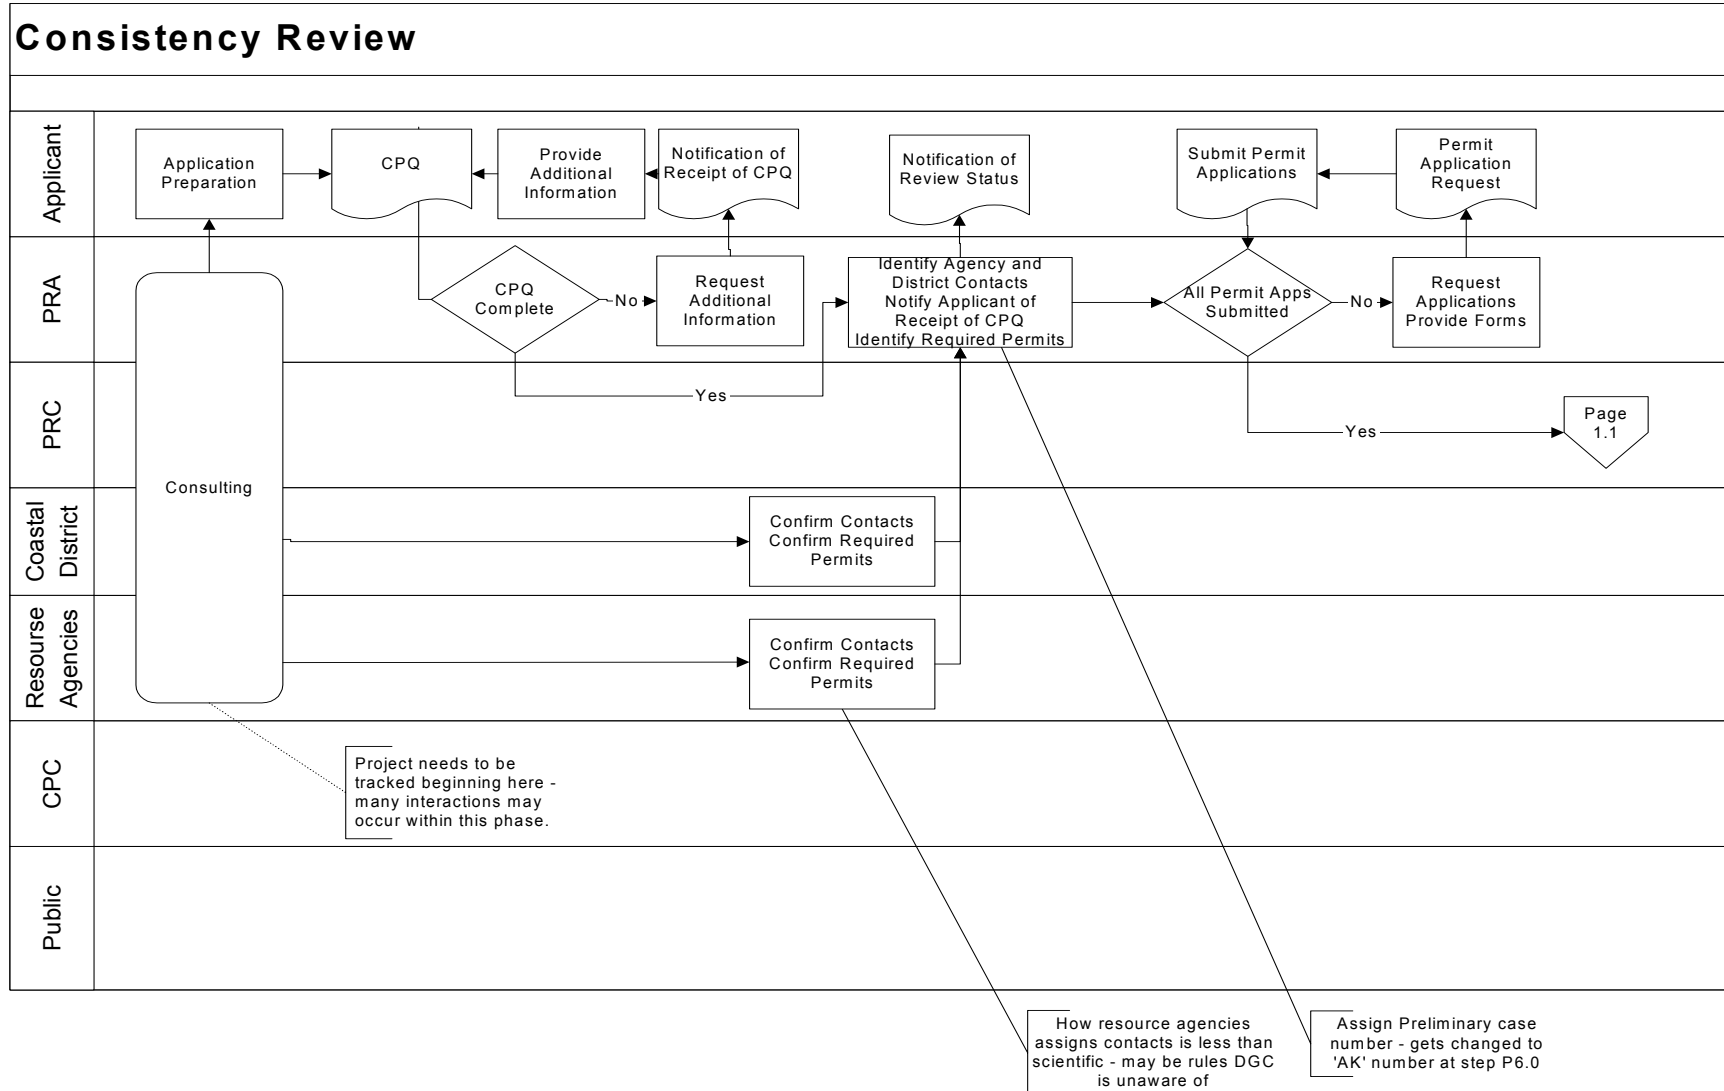 Consistency Review
Applicant
Application
Preparation
CPQ
Provide
Additional
Information
Notification of
Receipt of CPQ
Notification of
Review Status
Submit Permit
Applications
Permit
Application
Request
PRA
CPQ
Complete
No
Request
Additional
Information
Identify Agency and
District Contacts
Notify Applicant of
Receipt of CPQ
Identify Required Permits
All Permit Apps
Submitted
No
Request
Applications
Provide Forms
PRC
Yes
Yes
Page
1.1
Consulting
Coastal
District
Confirm Contacts
Confirm Required
Permits
Resourse
Agencies
Confirm Contacts
Confirm Required
Permits
CPC
Project needs to be
tracked beginning here -
many interactions may
occur within this phase.
Public
How resource agencies
assigns contacts is less than
scientific - may be rules DGC
is unaware of
Assign Preliminary case
number - gets changed to
'AK' number at step P6.0